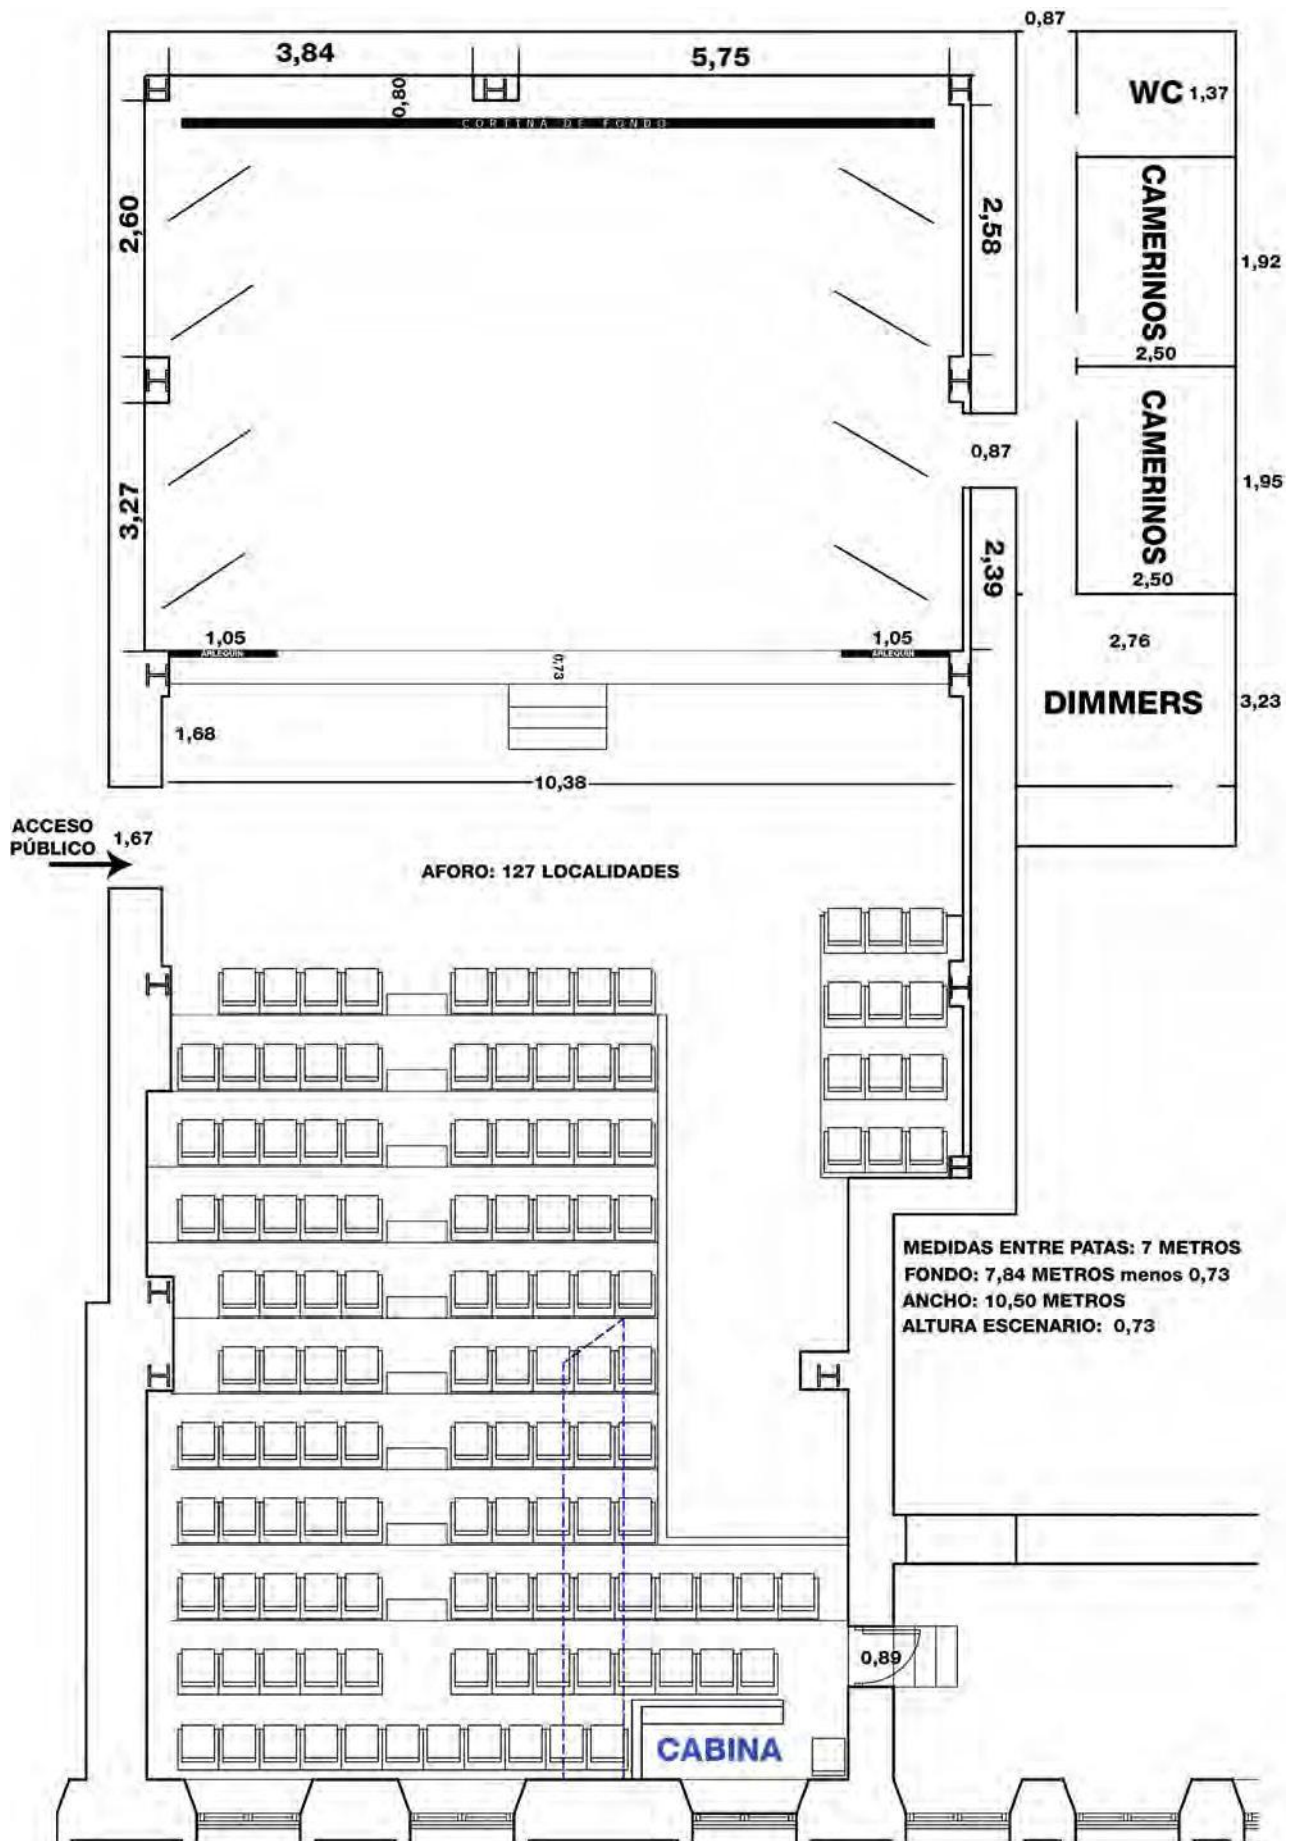 0,87
3,84
5,75
0,80
WC 1,37
CORTINA DE FONDO
2,60
2,58
CAMERINOS
1,92
2,50
CAMERINOS
0,87
1,95
3,27
2,39
2,50
1,05
ARLEQUIN
0,73
1,05
ARLEQUIN
2,76
DIMMERS
3,23
1,68
10,38
ACCESO
PÚBLICO
1,67
AFORO: 127 LOCALIDADES
MEDIDAS ENTRE PATAS: 7 METROS
FONDO: 7,84 METROS menos 0,73
ANCHO: 10,50 METROS
ALTURA ESCENARIO: 0,73
0,89
CABINA